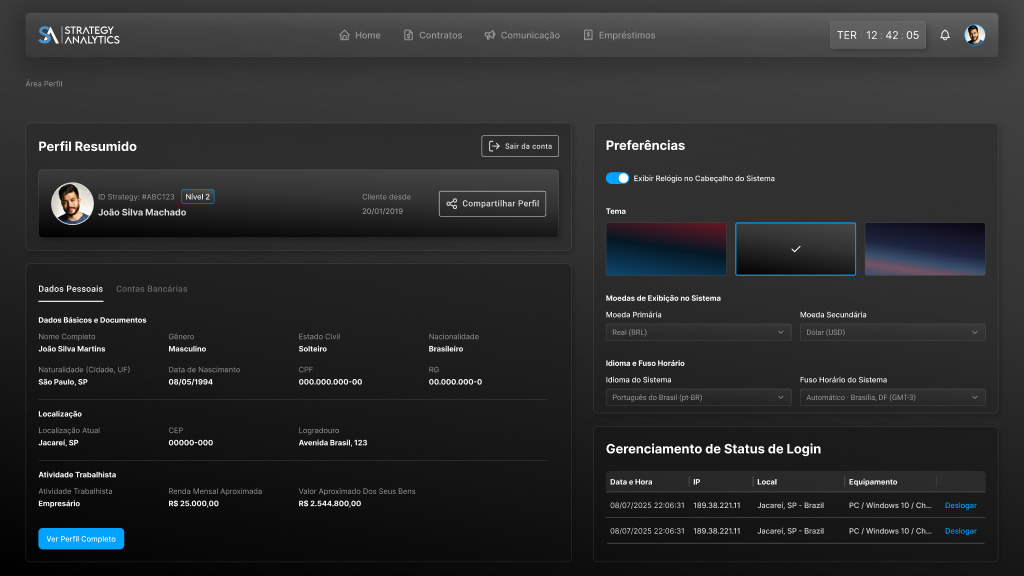 STRATEGY
ANALYTICS
Home
Contratos
Comunicação
Empréstimos
TER 12 : 42 : 05
Área Perfil
Perfil Resumido
Sair da conta
ID Strategy: #ABC123
Nível 2
João Silva Machado
Cliente desde
20/01/2019
Compartilhar Perfil
Dados Pessoais
Contas Bancárias
Dados Básicos e Documentos
Nome Completo
João Silva Martins
Gênero
Masculino
Estado Civil
Solteiro
Nacionalidade
Brasileiro
Naturalidade (Cidade, UF)
São Paulo, SP
Data de Nascimento
08/05/1994
CPF
000.000.000-00
RG
00.000.000-0
Localização
Localização Atual
Jacareí, SP
CEP
00000-000
Logradouro
Avenida Brasil, 123
Atividade Trabalhista
Atividade Trabalhista
Empresário
Renda Mensal Aproximada
R$ 25.000,00
Valor Aproximado Dos Seus Bens
R$ 2.544.800,00
Ver Perfil Completo
Preferências
Exibir Relógio no Cabeçalho do Sistema
Tema
Moedas de Exibição no Sistema
Moeda Primária
Real (BRL)
Moeda Secundária
Dólar (USD)
Idioma e Fuso Horário
Idioma do Sistema
Português do Brasil (pt-BR)
Fuso Horário do Sistema
Automático · Brasília, DF (GMT-3)
Gerenciamento de Status de Login
Data e Hora | IP | Local | Equipamento
08/07/2025 22:06:31 189.38.221.11 Jacareí, SP - Brazil PC / Windows 10 / Ch... Deslogar
08/07/2025 22:06:31 189.38.221.11 Jacareí, SP - Brazil PC / Windows 10 / Ch... Deslogar